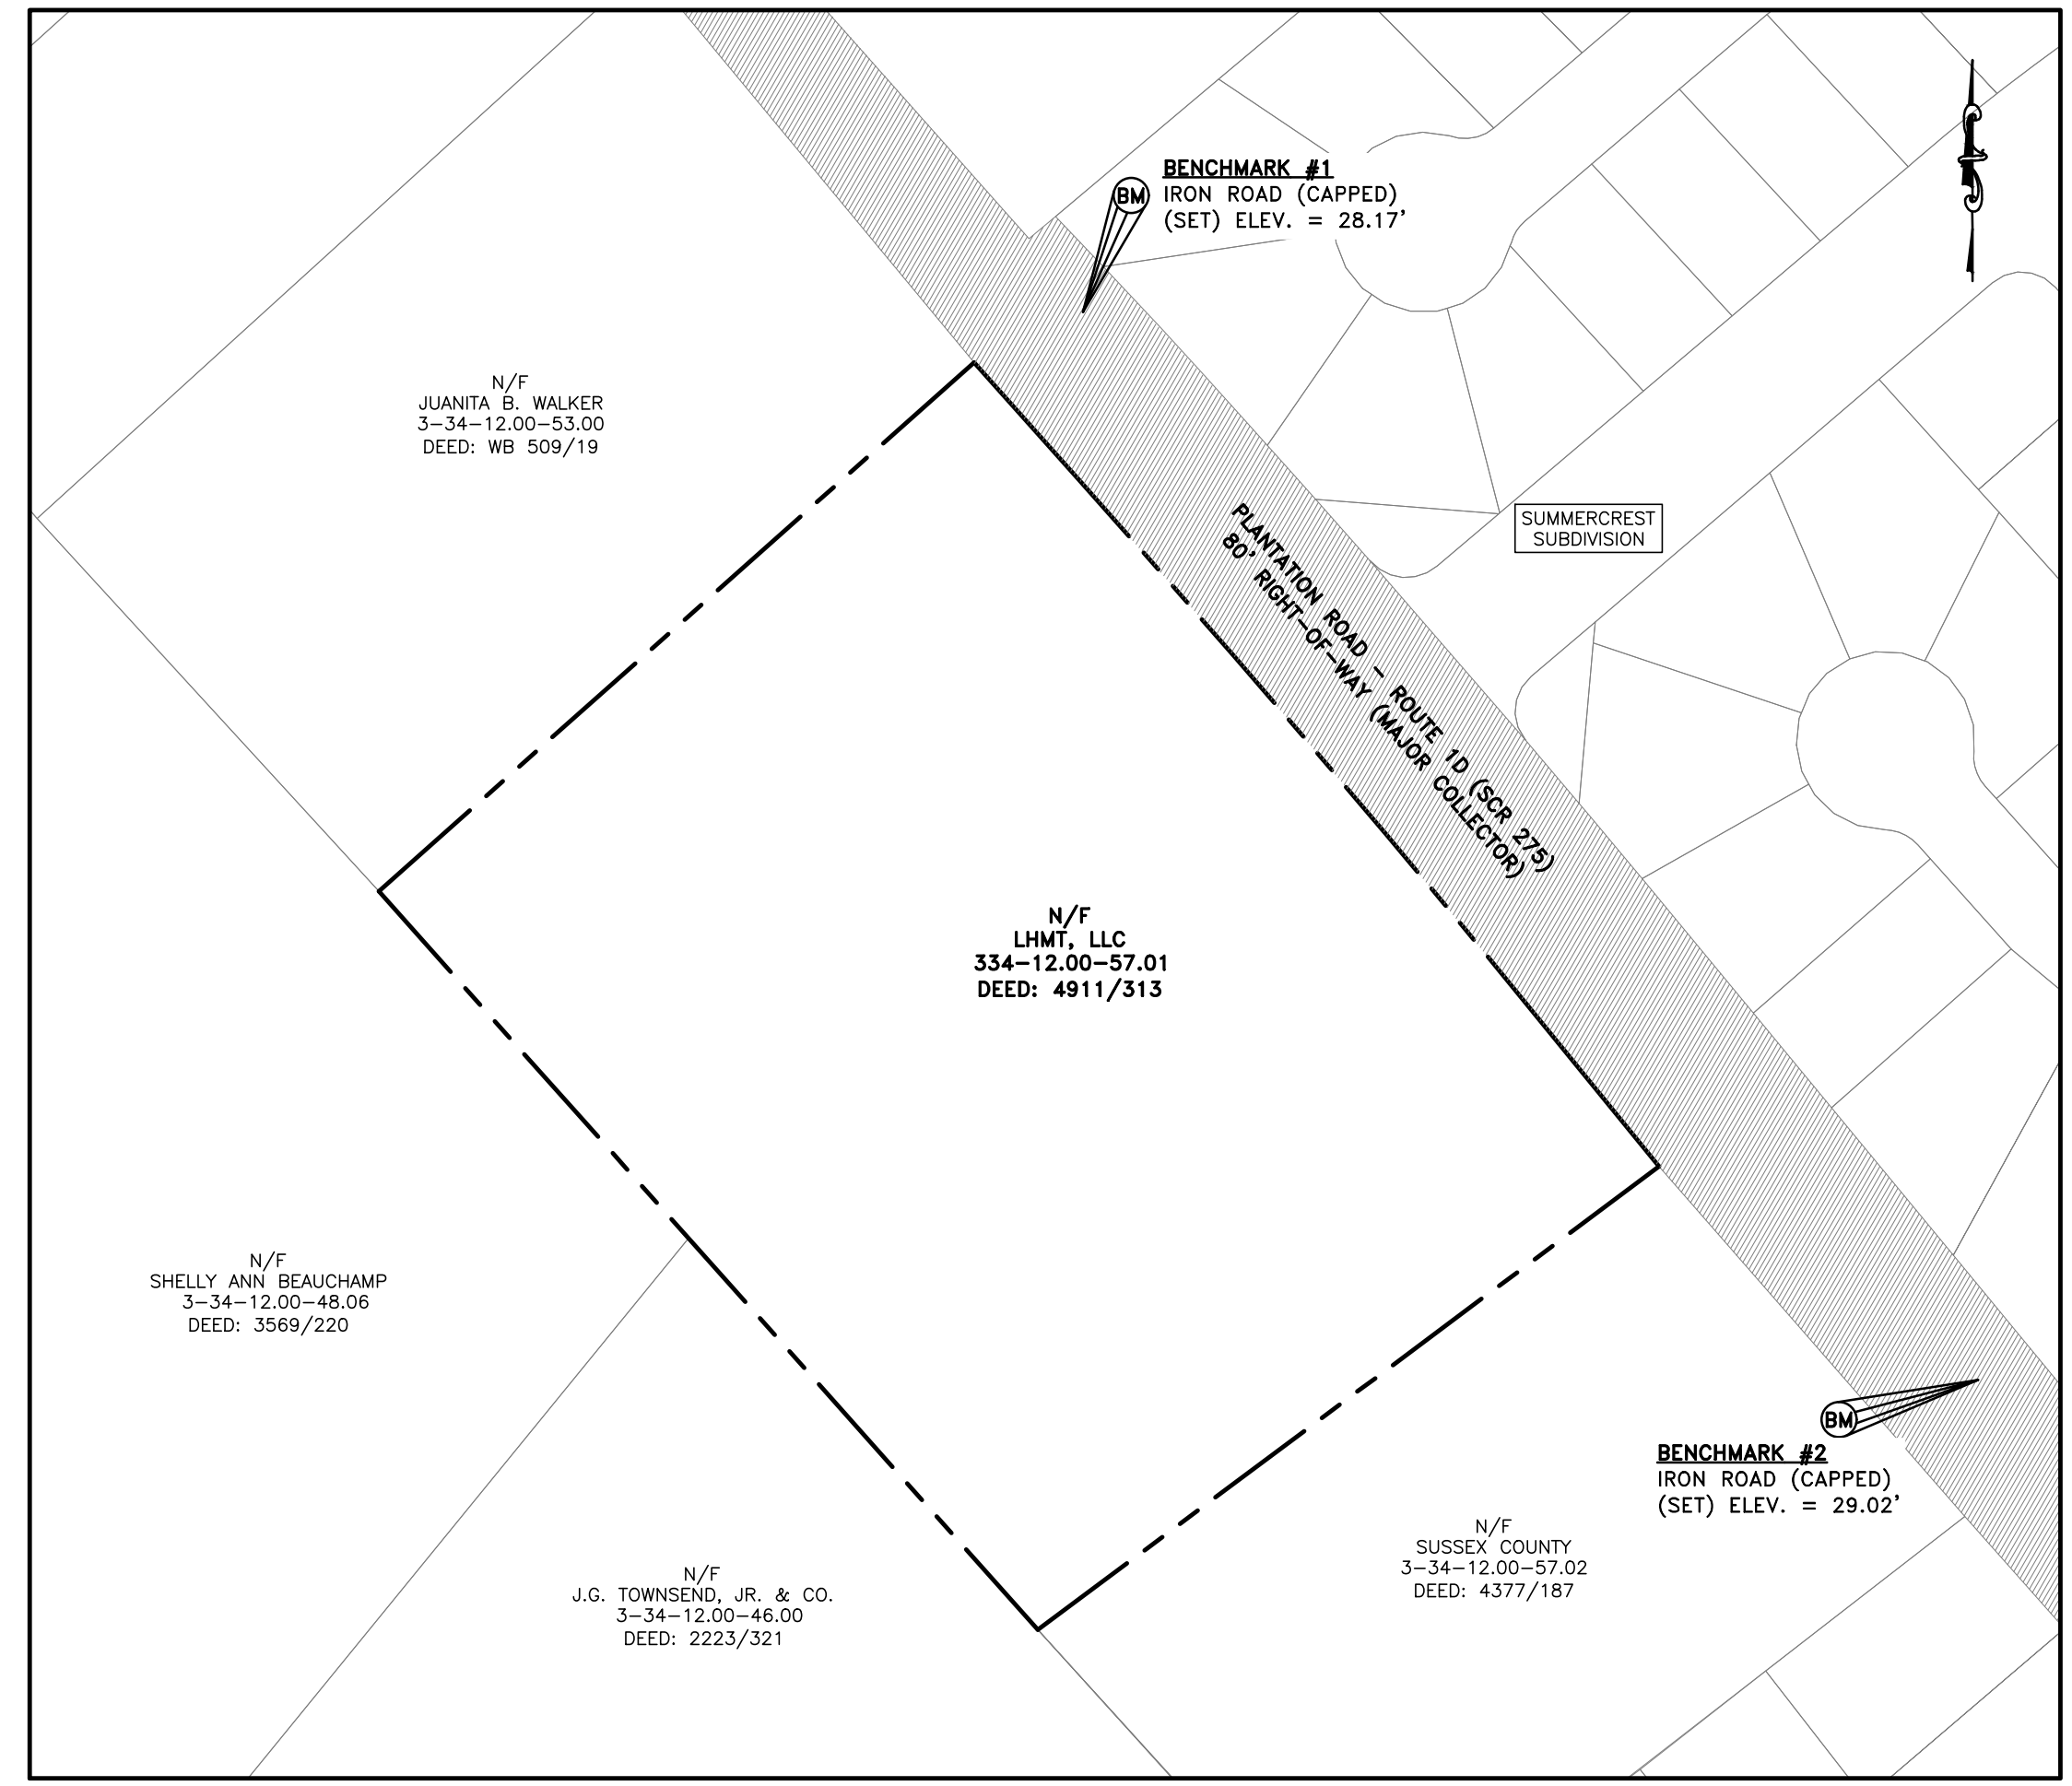 BENCHMARK #1
BM
IRON ROAD (CAPPED)
(SET) ELEV. = 28.17'
N/F
JUANITA B. WALKER
3-34-12.00-53.00
DEED: WB 509/19
SUMMERCREST
SUBDIVISION
PLANTATION ROAD - ROUTE 1D (SCR 275)
80' RIGHT-OF-WAY (MAJOR COLLECTOR)
N/F
LHMT, LLC
334-12.00-57.01
DEED: 4911/313
N/F
SHELLY ANN BEAUCHAMP
3-34-12.00-48.06
DEED: 3569/220
BM
BENCHMARK #2
IRON ROAD (CAPPED)
(SET) ELEV. = 29.02'
N/F
SUSSEX COUNTY
3-34-12.00-57.02
DEED: 4377/187
N/F
J.G. TOWNSEND, JR. & CO.
3-34-12.00-46.00
DEED: 2223/321